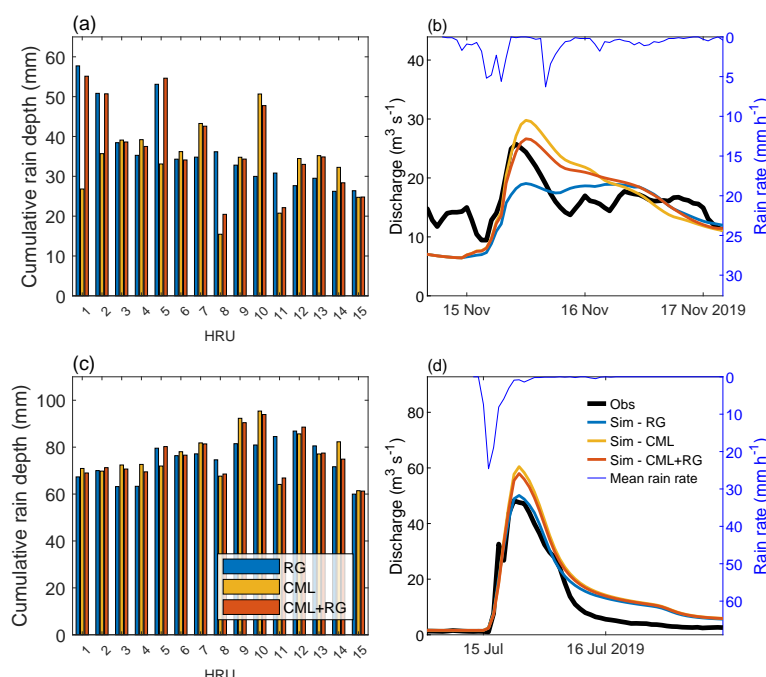 (a)
Cumulative rain depth (mm)
60
50
40
30
20
10
0
1 2 3 4 5 6 7 8 9 10 11 12 13 14 15
HRU
(b)
Discharge (m³ s⁻¹)
40
30
20
10
0
15 Nov 16 Nov 17 Nov 2019
0
5
10
15
20
25
30
Rain rate (mm h⁻¹)
(c)
Cumulative rain depth (mm)
100
80
60
40
20
0
1 2 3 4 5 6 7 8 9 10 11 12 13 14 15
HRU
RG
CML
CML+RG
(d)
Discharge (m³ s⁻¹)
80
60
40
20
0
15 Jul 16 Jul 2019
0
10
20
30
40
50
60
Rain rate (mm h⁻¹)
Obs
Sim - RG
Sim - CML
Sim - CML+RG
Mean rain rate